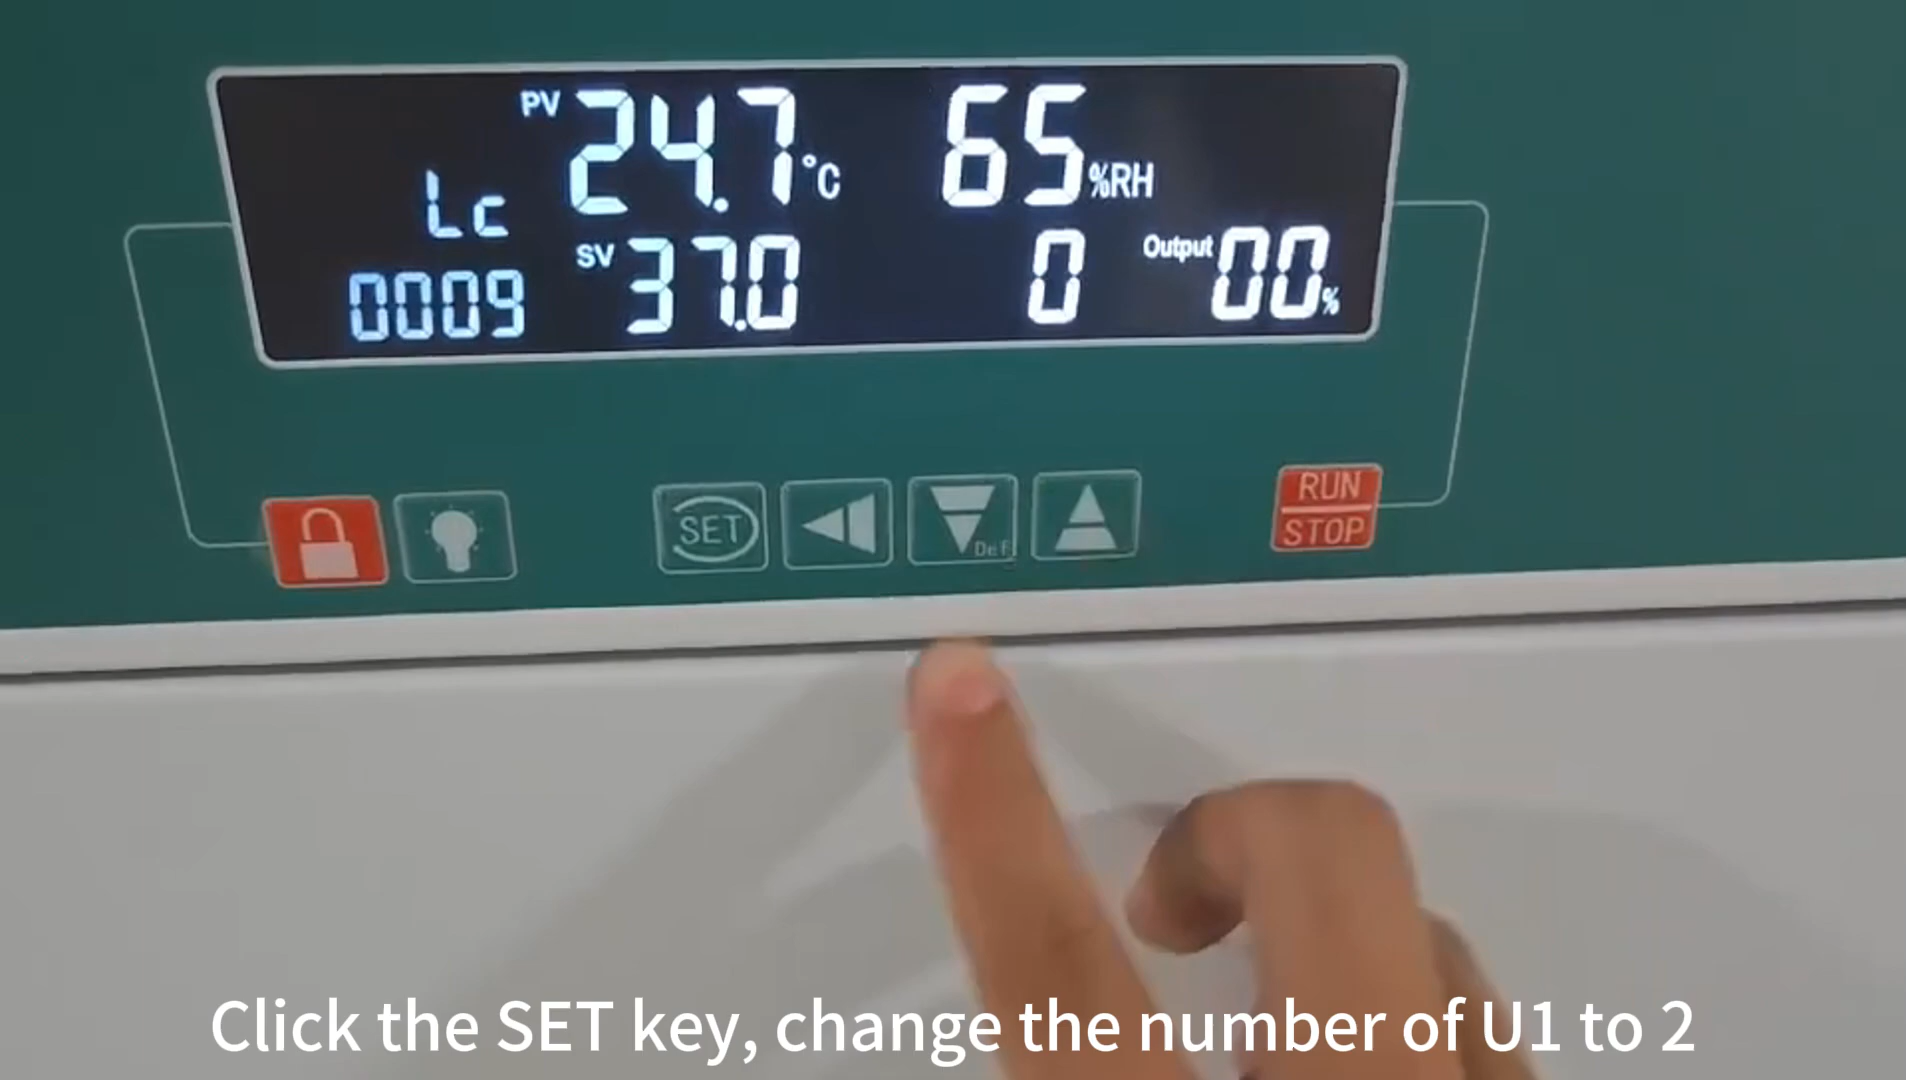 PV 24.7 °C 65 %RH
Lc
SV 37.0 0 Output 00 %
0009
SET
Def
RUN
STOP
Click the SET key, change the number of U1 to 2